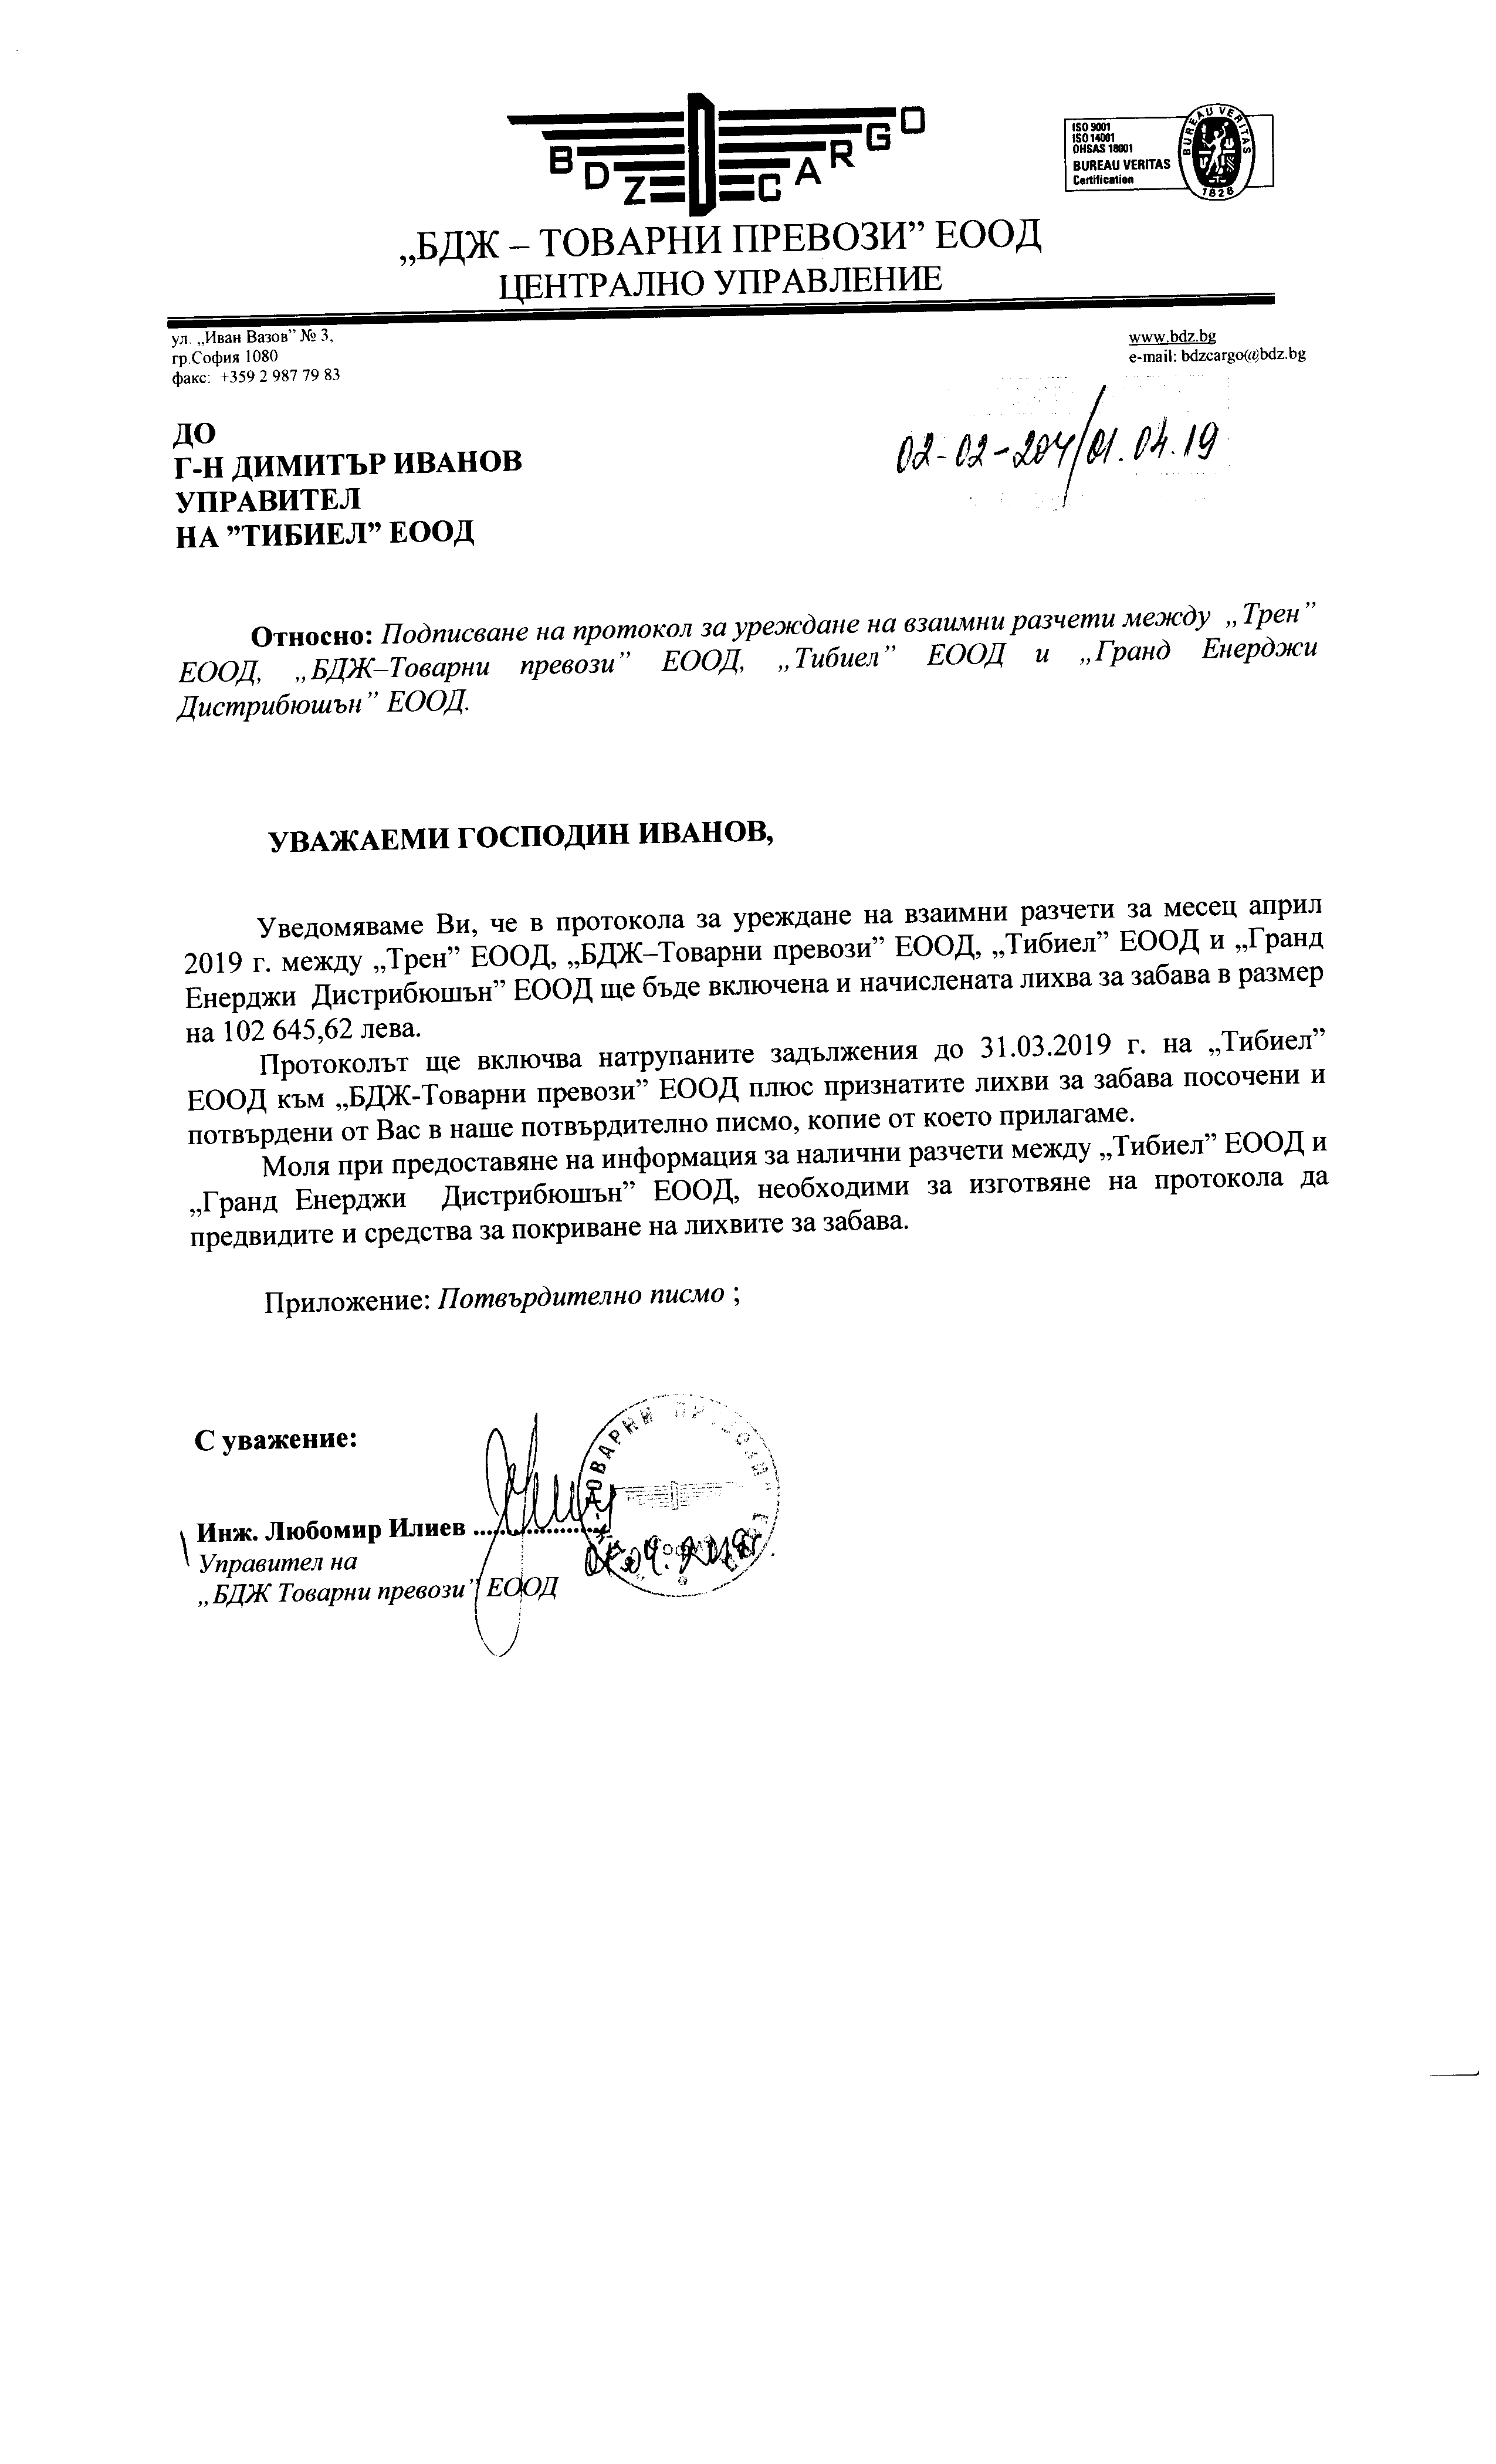 BDZ CARGO
ISO 9001
ISO 14001
OHSAS 18001
BUREAU VERITAS
Certification
BUREAU VERITAS
1828
„БДЖ – ТОВАРНИ ПРЕВОЗИ” ЕООД
ЦЕНТРАЛНО УПРАВЛЕНИЕ
ул. „Иван Вазов” № 3,
гр.София 1080
факс: +359 2 987 79 83
www.bdz.bg
e-mail: bdzcargo@bdz.bg
02-02-204/01.04.19
ДО
Г-Н ДИМИТЪР ИВАНОВ
УПРАВИТЕЛ
НА ”ТИБИЕЛ” ЕООД
Относно: Подписване на протокол за уреждане на взаимни разчети между „Трен”
ЕООД, „БДЖ–Товарни превози” ЕООД, „Тибиел” ЕООД и „Гранд Енерджи
Дистрибюшън” ЕООД.
УВАЖАЕМИ ГОСПОДИН ИВАНОВ,
Уведомяваме Ви, че в протокола за уреждане на взаимни разчети за месец април
2019 г. между „Трен” ЕООД, „БДЖ–Товарни превози” ЕООД, „Тибиел” ЕООД и „Гранд
Енерджи Дистрибюшън” ЕООД ще бъде включена и начислената лихва за забава в размер
на 102 645,62 лева.
Протоколът ще включва натрупаните задължения до 31.03.2019 г. на „Тибиел”
ЕООД към „БДЖ-Товарни превози” ЕООД плюс признатите лихви за забава посочени и
потвърдени от Вас в наше потвърдително писмо, копие от което прилагаме.
Моля при предоставяне на информация за налични разчети между „Тибиел” ЕООД и
„Гранд Енерджи Дистрибюшън” ЕООД, необходими за изготвяне на протокола да
предвидите и средства за покриване на лихвите за забава.
Приложение: Потвърдително писмо ;
С уважение:
Инж. Любомир Илиев ....................
Управител на
„БДЖ Товарни превози” ЕООД
ТОВАРНИ ПРЕВОЗИ